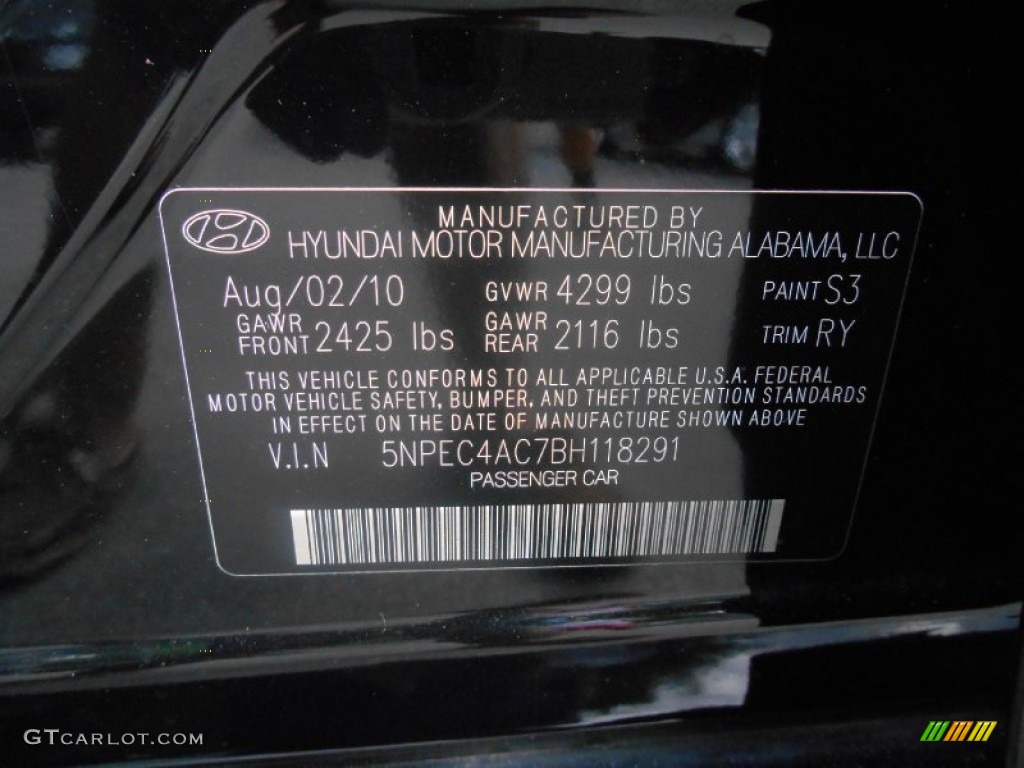 MANUFACTURED BY
HYUNDAI MOTOR MANUFACTURING ALABAMA, LLC
Aug/02/10 GVWR 4299 lbs PAINT S3
GAWR FRONT 2425 lbs GAWR REAR 2116 lbs TRIM RY
THIS VEHICLE CONFORMS TO ALL APPLICABLE U.S.A. FEDERAL
MOTOR VEHICLE SAFETY, BUMPER, AND THEFT PREVENTION STANDARDS
IN EFFECT ON THE DATE OF MANUFACTURE SHOWN ABOVE
V.I.N 5NPEC4AC7BH118291
PASSENGER CAR
GTCARLOT.COM